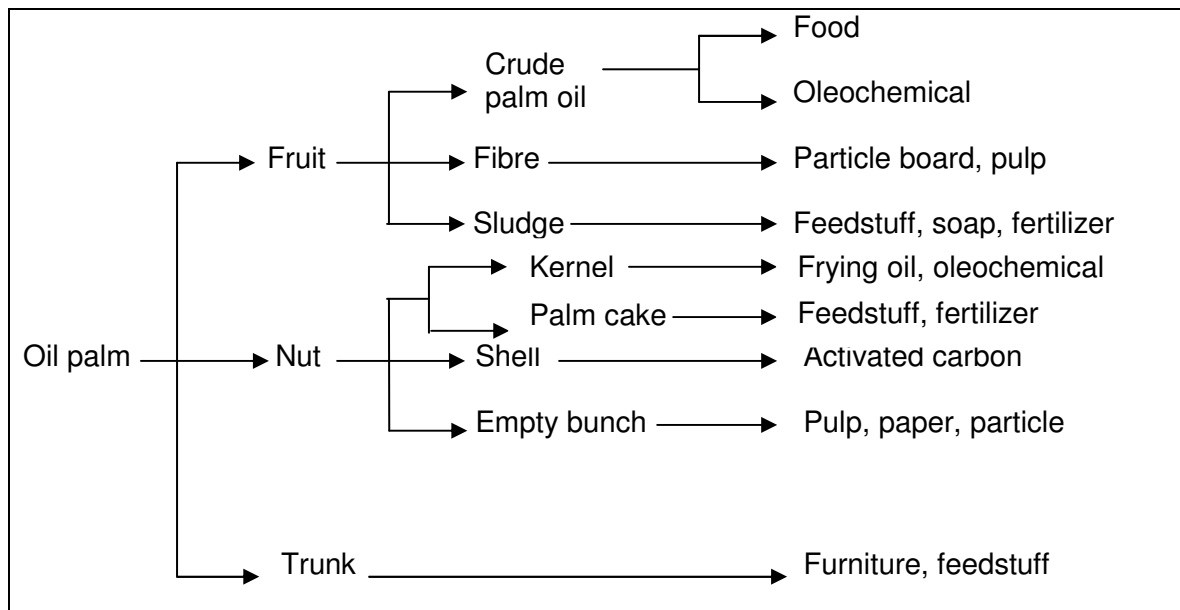 Food
Crude
palm oil
Oleochemical
Fruit
Fibre
Particle board, pulp
Sludge
Feedstuff, soap, fertilizer
Kernel
Frying oil, oleochemical
Palm cake
Feedstuff, fertilizer
Oil palm
Nut
Shell
Activated carbon
Empty bunch
Pulp, paper, particle
Trunk
Furniture, feedstuff